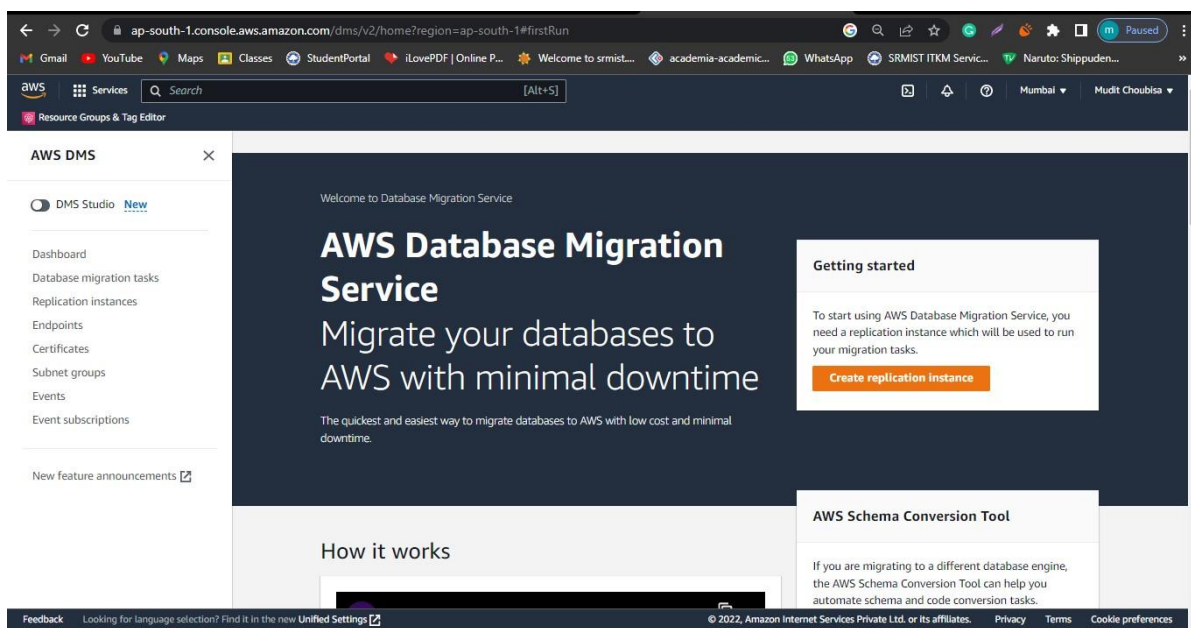 ap-south-1.console.aws.amazon.com/dms/v2/home?region=ap-south-1#firstRun
m Paused
Gmail YouTube Maps Classes StudentPortal iLovePDF | Online P... Welcome to srmist.... academia-academic... WhatsApp SRMIST ITKM Servic... Naruto: Shippuden... »
aws Services Search [Alt+S] Mumbai Mudit Choubisa
Resource Groups & Tag Editor
AWS DMS
DMS Studio New
Dashboard
Database migration tasks
Replication instances
Endpoints
Certificates
Subnet groups
Events
Event subscriptions
New feature announcements
Welcome to Database Migration Service
AWS Database Migration
Service
Migrate your databases to
AWS with minimal downtime
The quickest and easiest way to migrate databases to AWS with low cost and minimal
downtime.
Getting started
To start using AWS Database Migration Service, you
need a replication instance which will be used to run
your migration tasks.
Create replication instance
AWS Schema Conversion Tool
If you are migrating to a different database engine,
the AWS Schema Conversion Tool can help you
automate schema and code conversion tasks.
How it works
Feedback Looking for language selection? Find it in the new Unified Settings © 2022, Amazon Internet Services Private Ltd. or its affiliates. Privacy Terms Cookie preferences